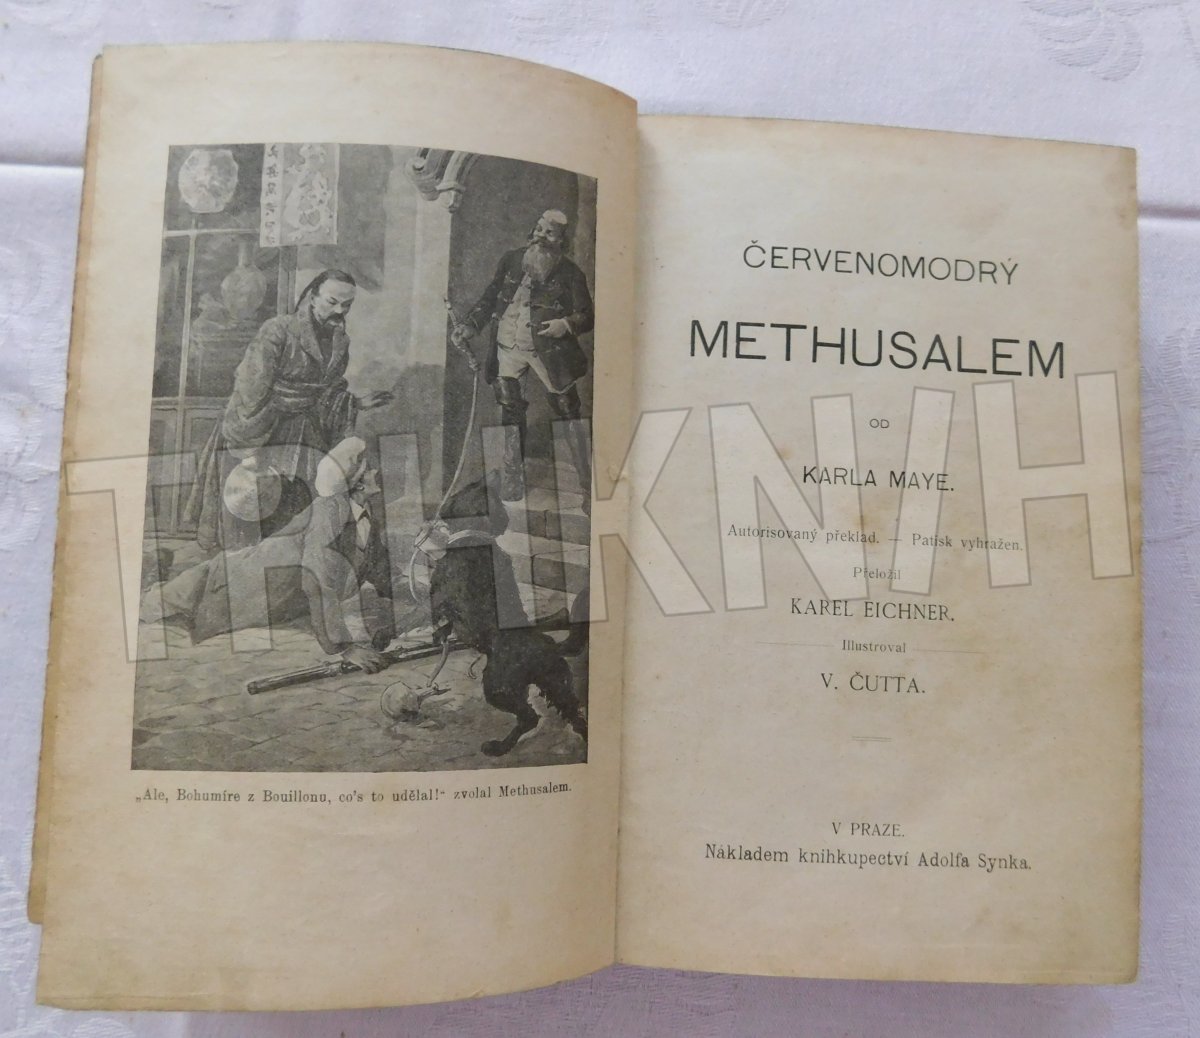 „Ale, Bohumíre z Bouillonu, co's to udělal!“ zvolal Methusalem.
ČERVENOMODRÝ
METHUSALEM
OD
KARLA MAYE.
Autorisovaný překlad. — Patisk vyhražen.
Přeložil
KAREL EICHNER.
Illustroval
V. ČUTTA.
V PRAZE.
Nákladem knihkupectví Adolfa Synka.
TRHKNIH